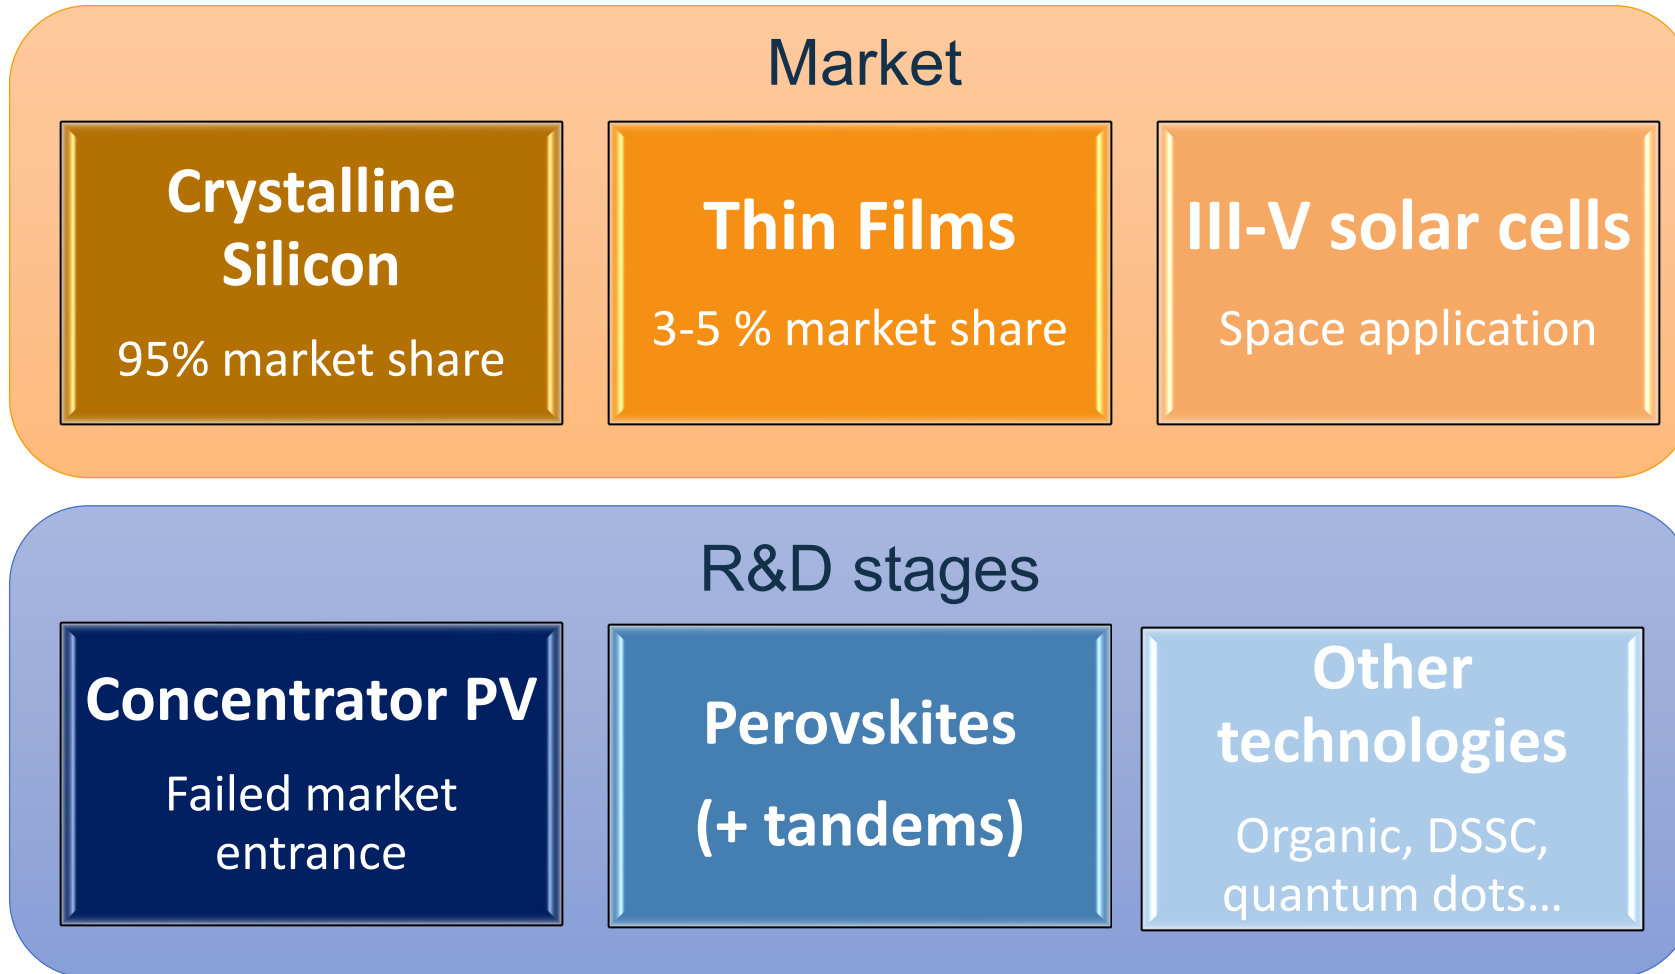 Market
Crystalline
Silicon
95% market share
Thin Films
3-5 % market share
III-V solar cells
Space application
R&D stages
Concentrator PV
Failed market
entrance
Perovskites
(+ tandems)
Other
technologies
Organic, DSSC,
quantum dots...